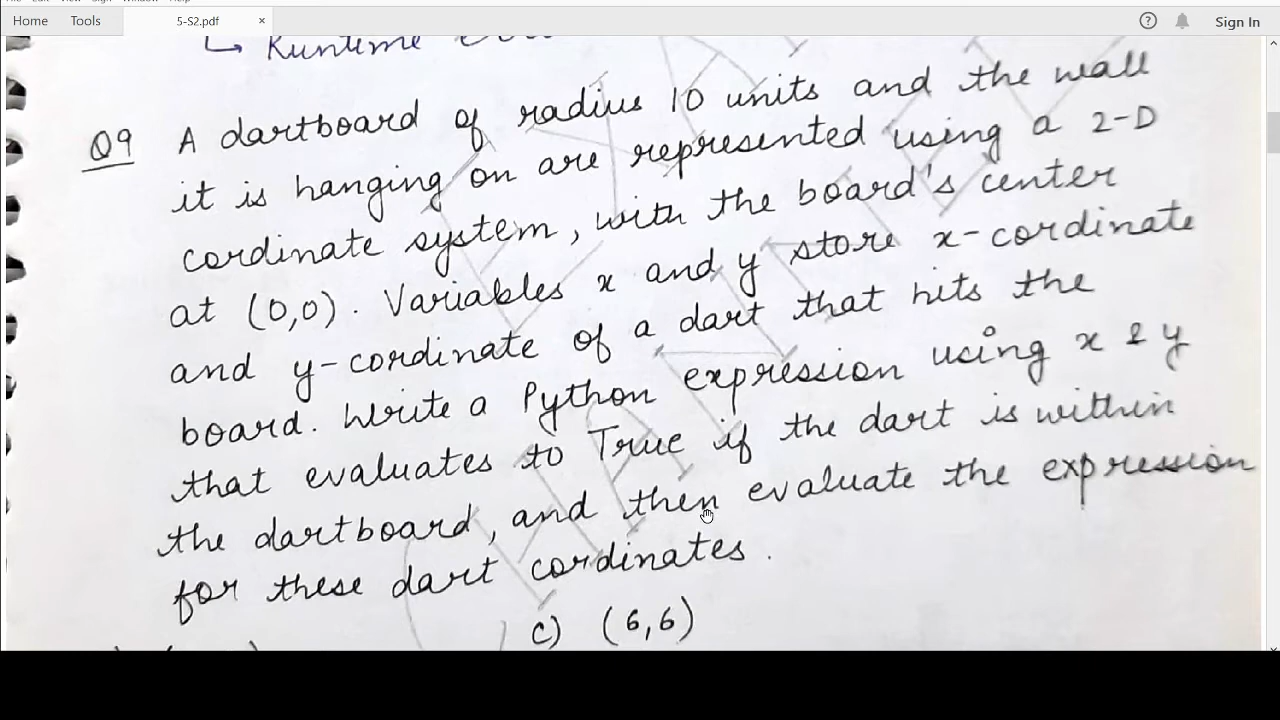 Home Tools 5-S2.pdf × Sign In
↳ Runtime
Q9 A dartboard of radius 10 units and the wall
it is hanging on are represented using a 2-D
cordinate system, with the board's center
at (0,0). Variables x and y store x-cordinate
and y-cordinate of a dart that hits the
board. Write a Python expression using x & y
that evaluates to True if the dart is within
the dartboard, and then evaluate the expression
for these dart cordinates.
c) (6,6)